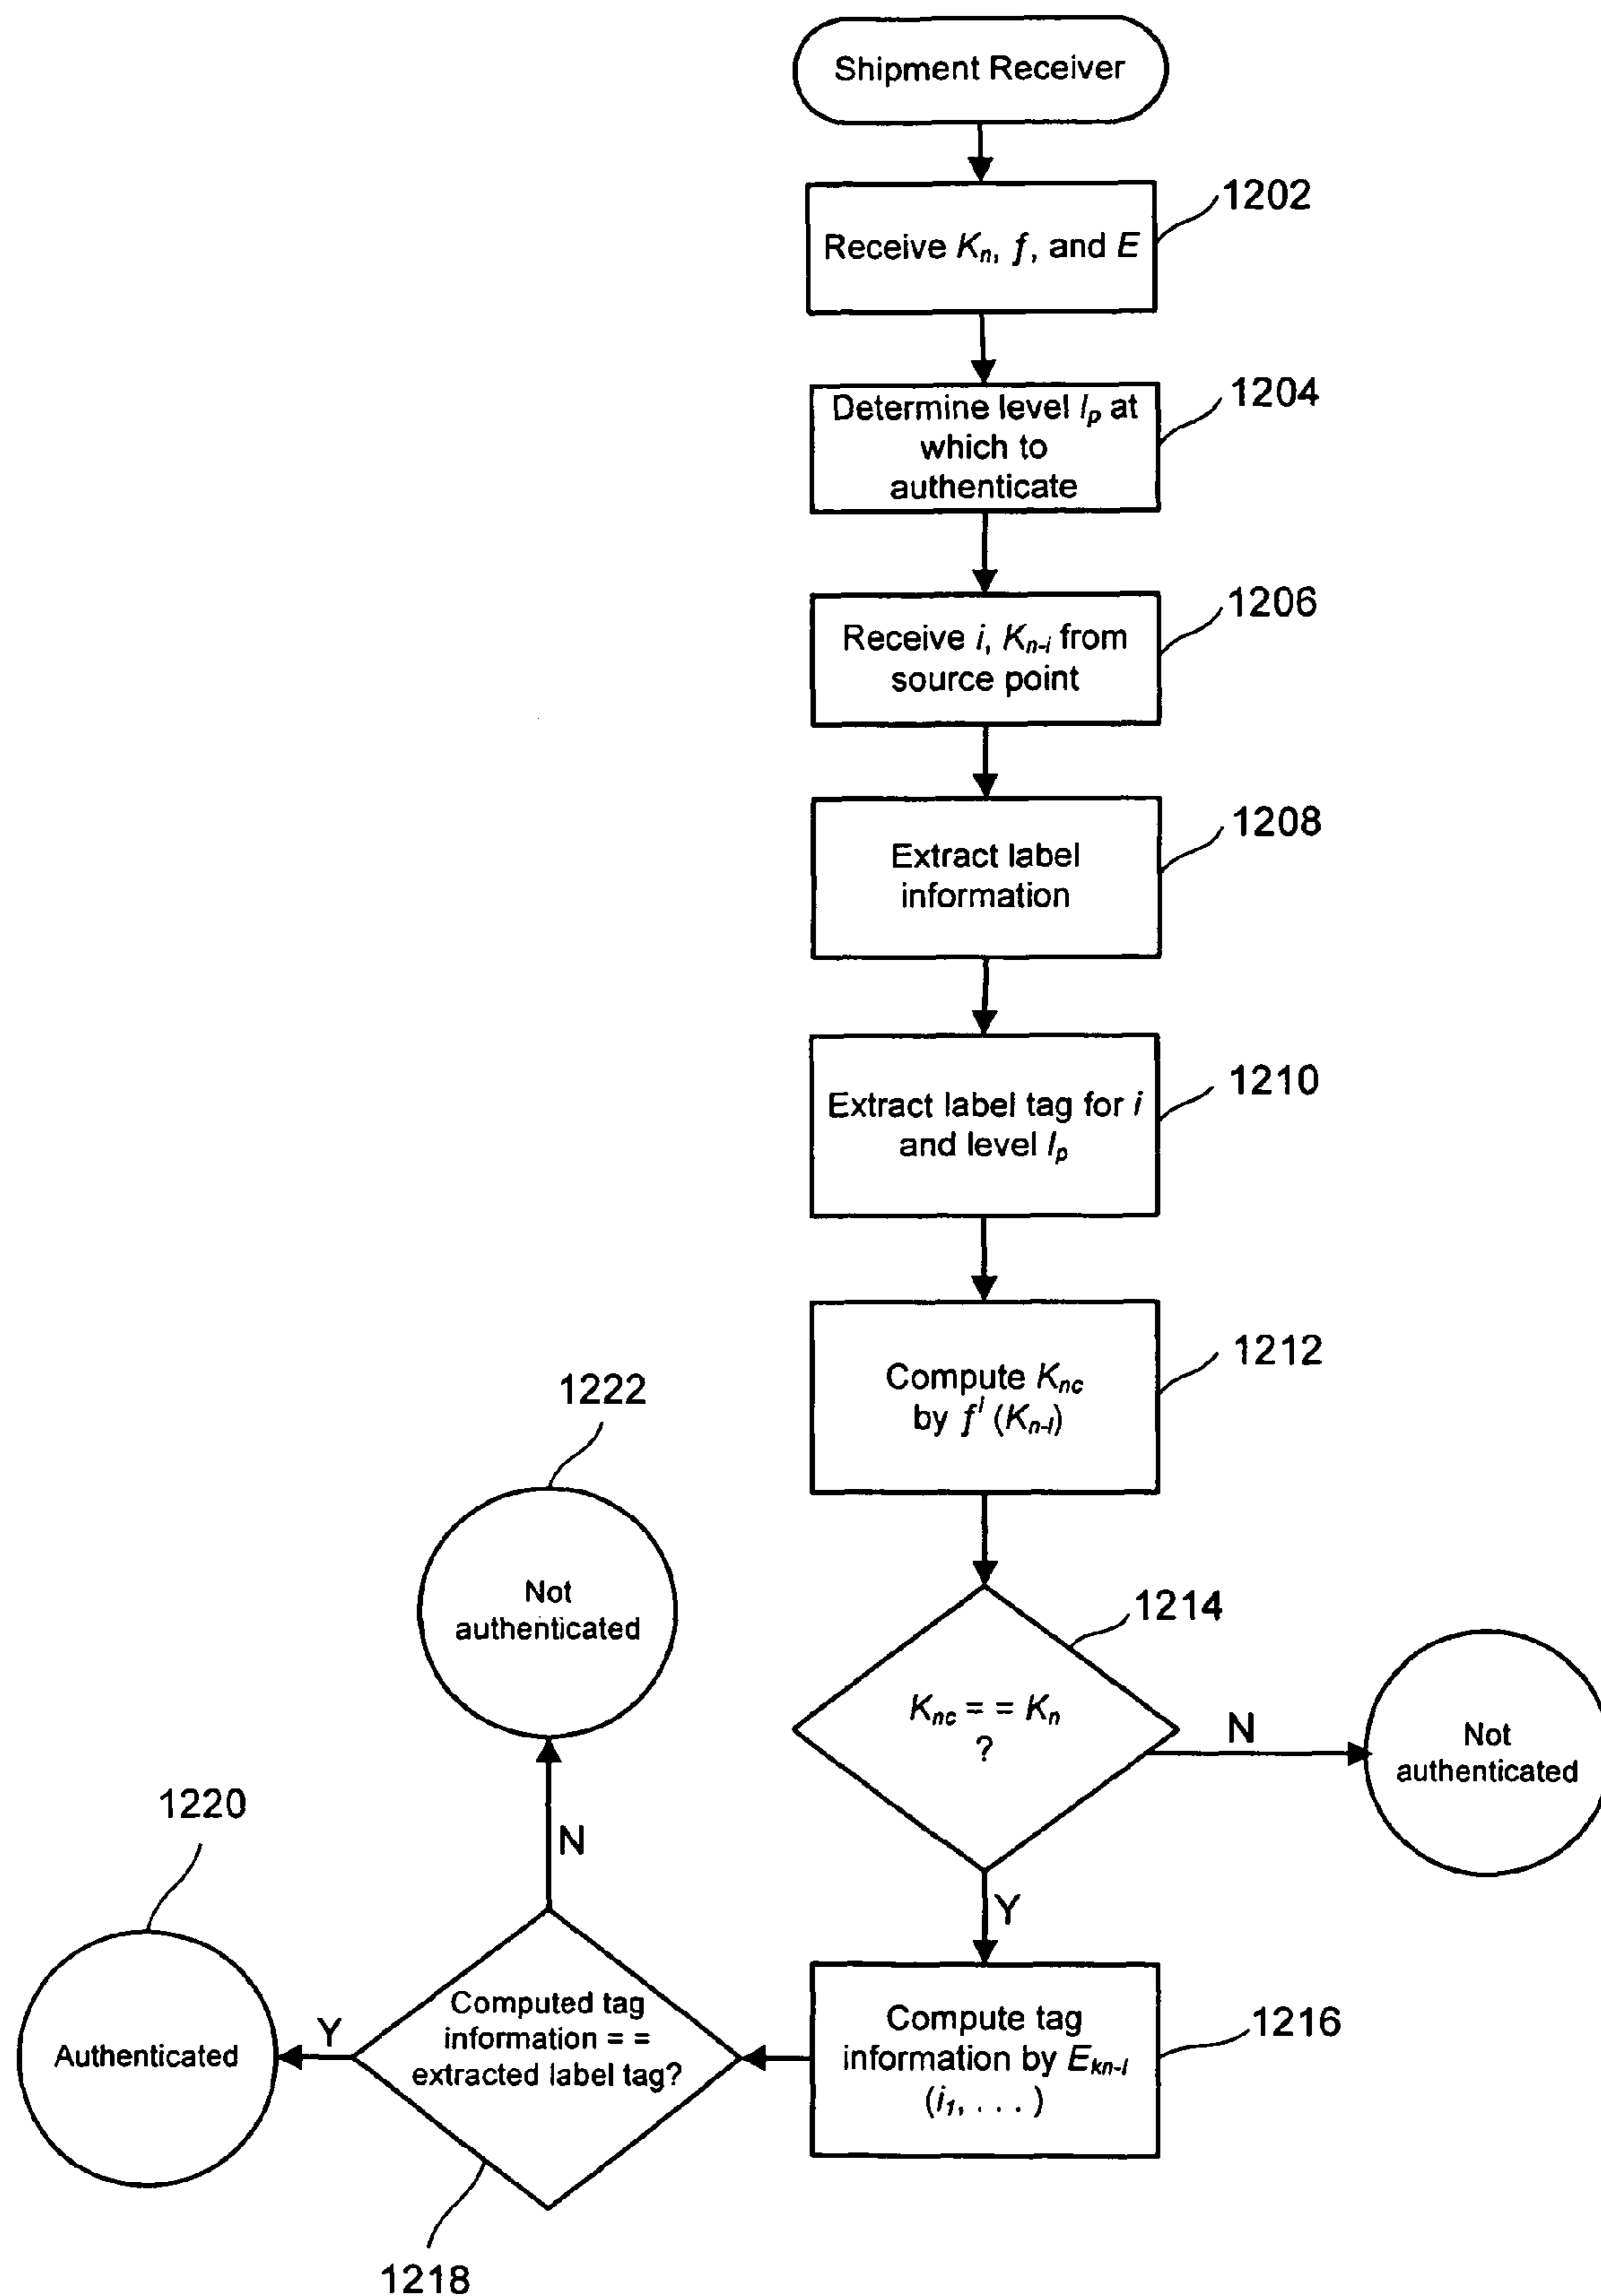 Shipment Receiver
1202
Receive Kn, f, and E
1204
Determine level lp at
which to
authenticate
1206
Receive i, Kn-i from
source point
1208
Extract label
information
1210
Extract label tag for i
and level lp
1212
Compute Knc
by f^i (Kn-i)
1214
Knc = = Kn
?
N
Not
authenticated
Y
1216
Compute tag
information by Ekn-i
(i1, . . . )
1218
Computed tag
information = =
extracted label tag?
N
1222
Not
authenticated
Y
1220
Authenticated